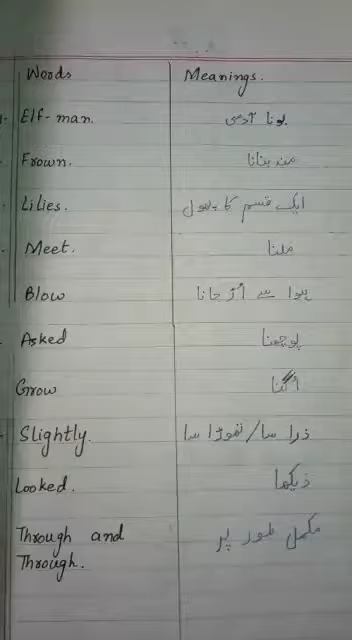 Words Meanings.
Elf-man. بونا آدمی
Frown. منہ بنانا
Lilies. ایک قسم کا پھول
Meet. ملنا
Blow ہوا سے اُڑ جانا
Asked پوچھنا
Grow اگنا
Slightly. ذرا سا/تھوڑا سا
Looked. دیکھا
Through and مکمل طور پر
Through.